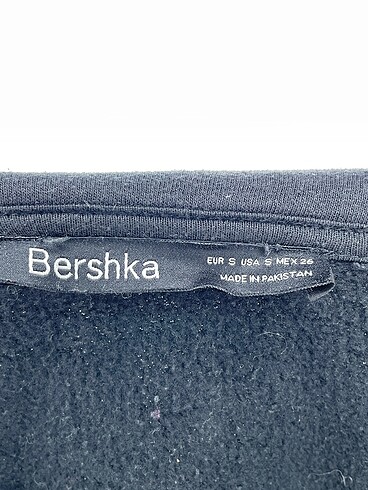 Bershka
EUR S USA S MEX 26
MADE IN PAKISTAN